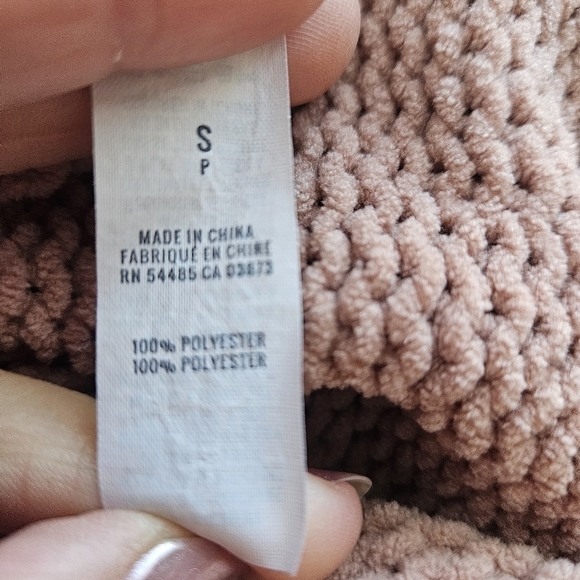 S
P
MADE IN CHINA
FABRIQUÉ EN CHINE
RN 54485 CA 03673
100% POLYESTER
100% POLYESTER